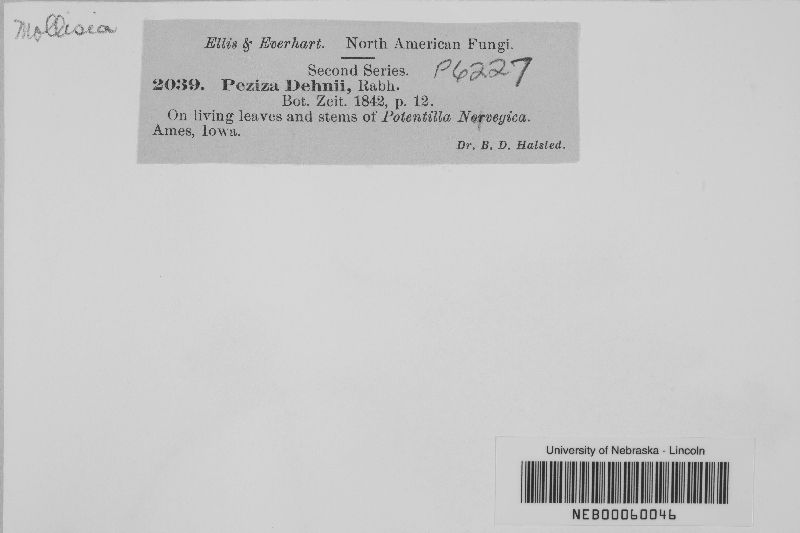 Mollisia
Ellis & Everhart. North American Fungi.
Second Series.
P6227
2039. Peziza Dehnii, Rabh.
Bot. Zeit. 1842, p. 12.
On living leaves and stems of Potentilla Norvegica.
Ames, Iowa.
Dr. B. D. Halsted.
University of Nebraska - Lincoln
NEB00060046